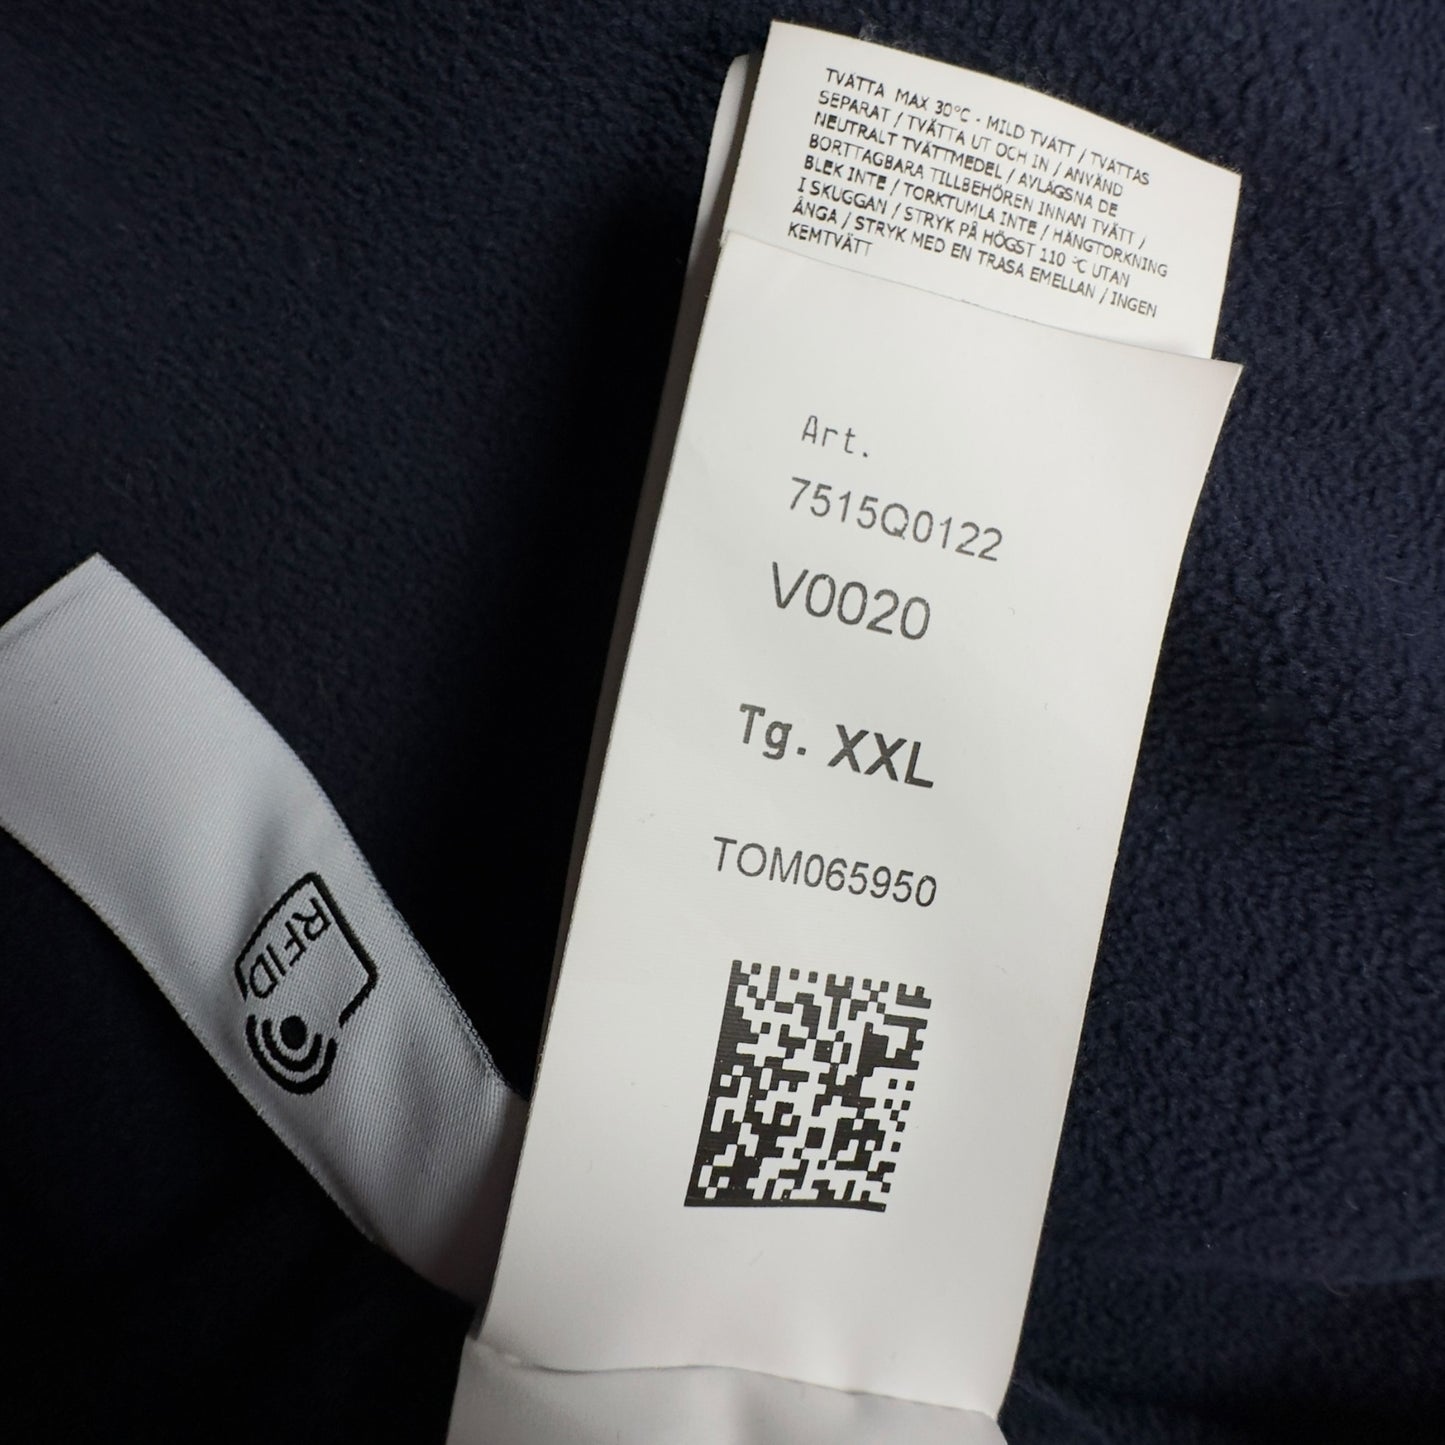 TVÄTTA MAX 30°C - MILD TVÄTT / TVÄTTAS
SEPARAT / TVÄTTA UT OCH IN / ANVÄND
NEUTRALT TVÄTTMEDEL / AVLÄGSNA DE
BORTTAGBARA TILLBEHÖREN INNAN TVÄTT /
BLEK INTE / TORKTUMLA INTE / HÄNGTORKNING
I SKUGGAN / STRYK PÅ HÖGST 110 °C UTAN
ÅNGA / STRYK MED EN TRASA EMELLAN / INGEN
KEMTVÄTT
Art.
7515Q0122
V0020
Tg. XXL
TOM065950
RFID